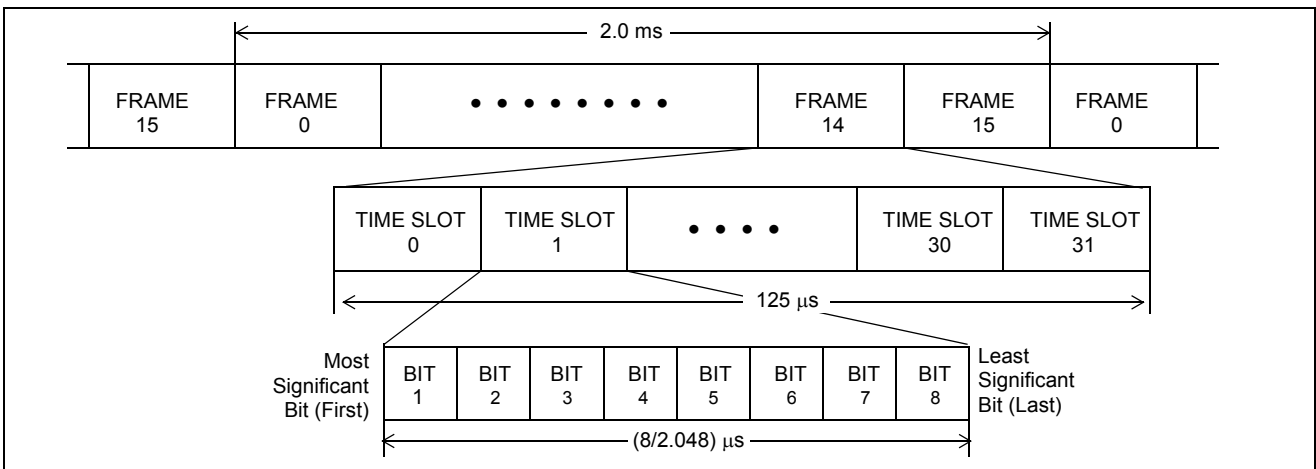 2.0 ms
FRAME 15
FRAME 0
• • • • • • • •
FRAME 14
FRAME 15
FRAME 0
TIME SLOT 0
TIME SLOT 1
• • • •
TIME SLOT 30
TIME SLOT 31
125 μs
Most
Significant
Bit (First)
BIT 1
BIT 2
BIT 3
BIT 4
BIT 5
BIT 6
BIT 7
BIT 8
Least
Significant
Bit (Last)
(8/2.048) μs